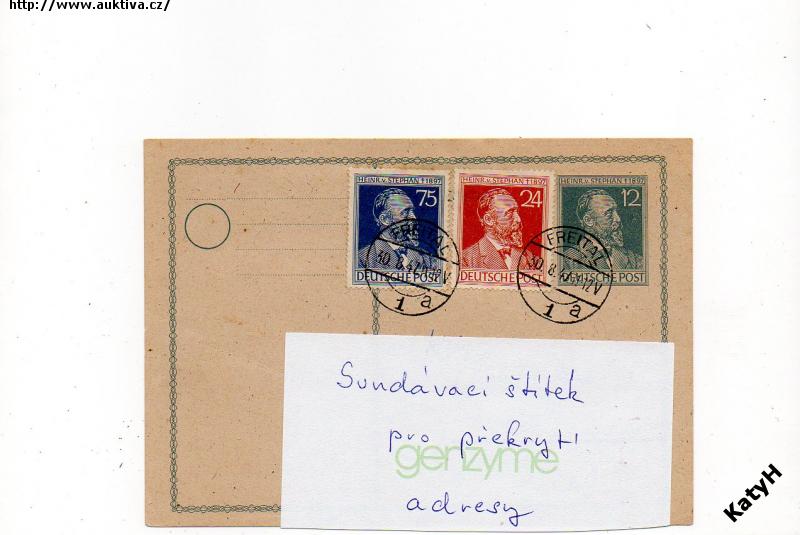 http://www.auktiva.cz/
HEINR.v.STEPHAN †1897
75
DEUTSCHE POST
HEINR.v.STEPHAN †1897
24
DEUTSCHE POST
HEINR.v.STEPHAN †1897
12
DEUTSCHE POST
FREITAL
1 a
FREITAL
1 a
Sundávací štítek
pro překrytí
genzyme
adresy
KatyH